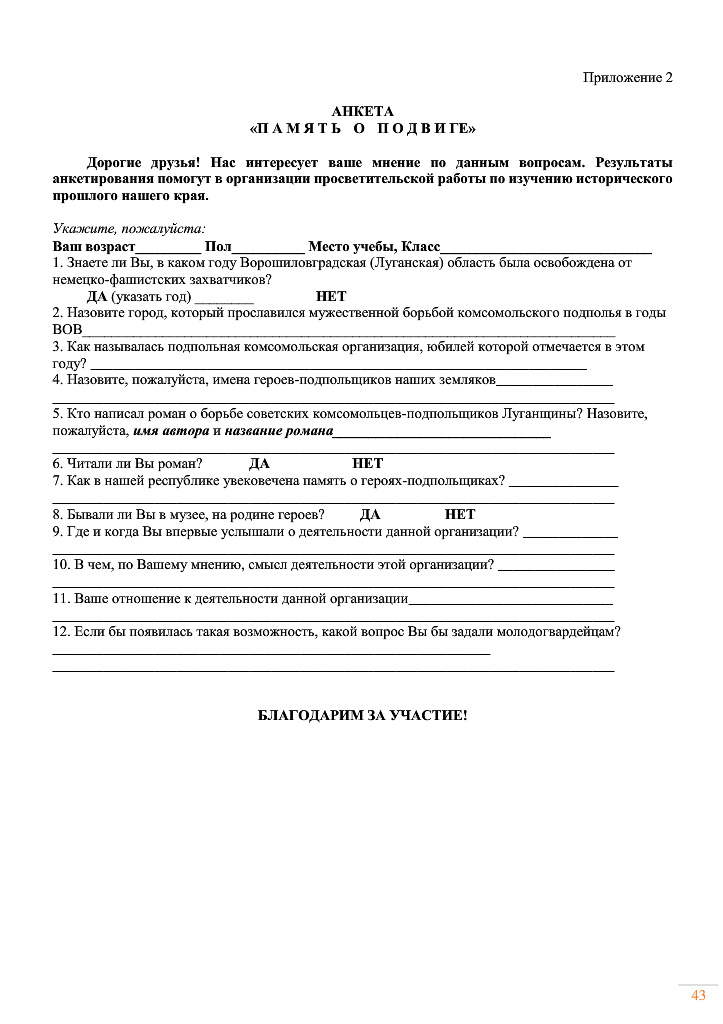 Приложение 2
АНКЕТА
«П А М Я Т Ь   О   П О Д В И ГЕ»
Дорогие друзья! Нас интересует ваше мнение по данным вопросам. Результаты
анкетирования помогут в организации просветительской работы по изучению исторического
прошлого нашего края.
Укажите, пожалуйста:
Ваш возраст_________ Пол__________ Место учебы, Класс_____________________________
1. Знаете ли Вы, в каком году Ворошиловградская (Луганская) область была освобождена от
немецко-фашистских захватчиков?
ДА (указать год) ________ НЕТ
2. Назовите город, который прославился мужественной борьбой комсомольского подполья в годы
ВОВ_________________________________________________________________________
3. Как называлась подпольная комсомольская организация, юбилей которой отмечается в этом
году? ____________________________________________________________________
4. Назовите, пожалуйста, имена героев-подпольщиков наших земляков________________
_____________________________________________________________________________
5. Кто написал роман о борьбе советских комсомольцев-подпольщиков Луганщины? Назовите,
пожалуйста, имя автора и название романа______________________________
_____________________________________________________________________________
6. Читали ли Вы роман? ДА НЕТ
7. Как в нашей республике увековечена память о героях-подпольщиках? _______________
_____________________________________________________________________________
8. Бывали ли Вы в музее, на родине героев? ДА НЕТ
9. Где и когда Вы впервые услышали о деятельности данной организации? _____________
_____________________________________________________________________________
10. В чем, по Вашему мнению, смысл деятельности этой организации? ________________
_____________________________________________________________________________
11. Ваше отношение к деятельности данной организации____________________________
_____________________________________________________________________________
12. Если бы появилась такая возможность, какой вопрос Вы бы задали молодогвардейцам?
____________________________________________________________
_____________________________________________________________________________
БЛАГОДАРИМ ЗА УЧАСТИЕ!
43